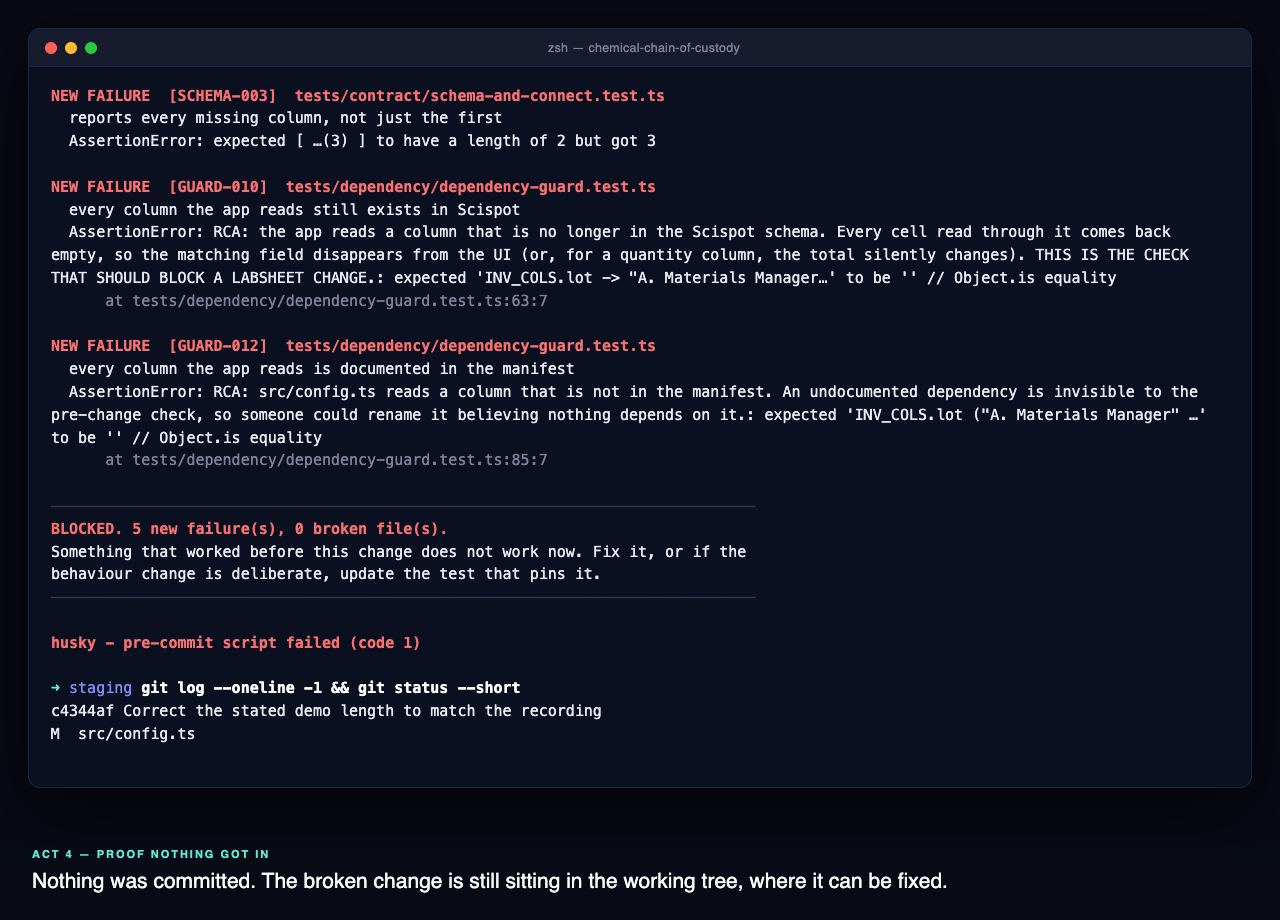 zsh — chemical-chain-of-custody
NEW FAILURE  [SCHEMA-003]  tests/contract/schema-and-connect.test.ts
  reports every missing column, not just the first
  AssertionError: expected [ …(3) ] to have a length of 2 but got 3
NEW FAILURE  [GUARD-010]  tests/dependency/dependency-guard.test.ts
  every column the app reads still exists in Scispot
  AssertionError: RCA: the app reads a column that is no longer in the Scispot schema. Every cell read through it comes back
empty, so the matching field disappears from the UI (or, for a quantity column, the total silently changes). THIS IS THE CHECK
THAT SHOULD BLOCK A LABSHEET CHANGE.: expected 'INV_COLS.lot -> "A. Materials Manager…' to be '' // Object.is equality
      at tests/dependency/dependency-guard.test.ts:63:7
NEW FAILURE  [GUARD-012]  tests/dependency/dependency-guard.test.ts
  every column the app reads is documented in the manifest
  AssertionError: RCA: src/config.ts reads a column that is not in the manifest. An undocumented dependency is invisible to the
pre-change check, so someone could rename it believing nothing depends on it.: expected 'INV_COLS.lot ("A. Materials Manager" …'
to be '' // Object.is equality
      at tests/dependency/dependency-guard.test.ts:85:7
BLOCKED. 5 new failure(s), 0 broken file(s).
Something that worked before this change does not work now. Fix it, or if the
behaviour change is deliberate, update the test that pins it.
husky - pre-commit script failed (code 1)
➜ staging git log --oneline -1 && git status --short
c4344af Correct the stated demo length to match the recording
M  src/config.ts
ACT 4 — PROOF NOTHING GOT IN
Nothing was committed. The broken change is still sitting in the working tree, where it can be fixed.